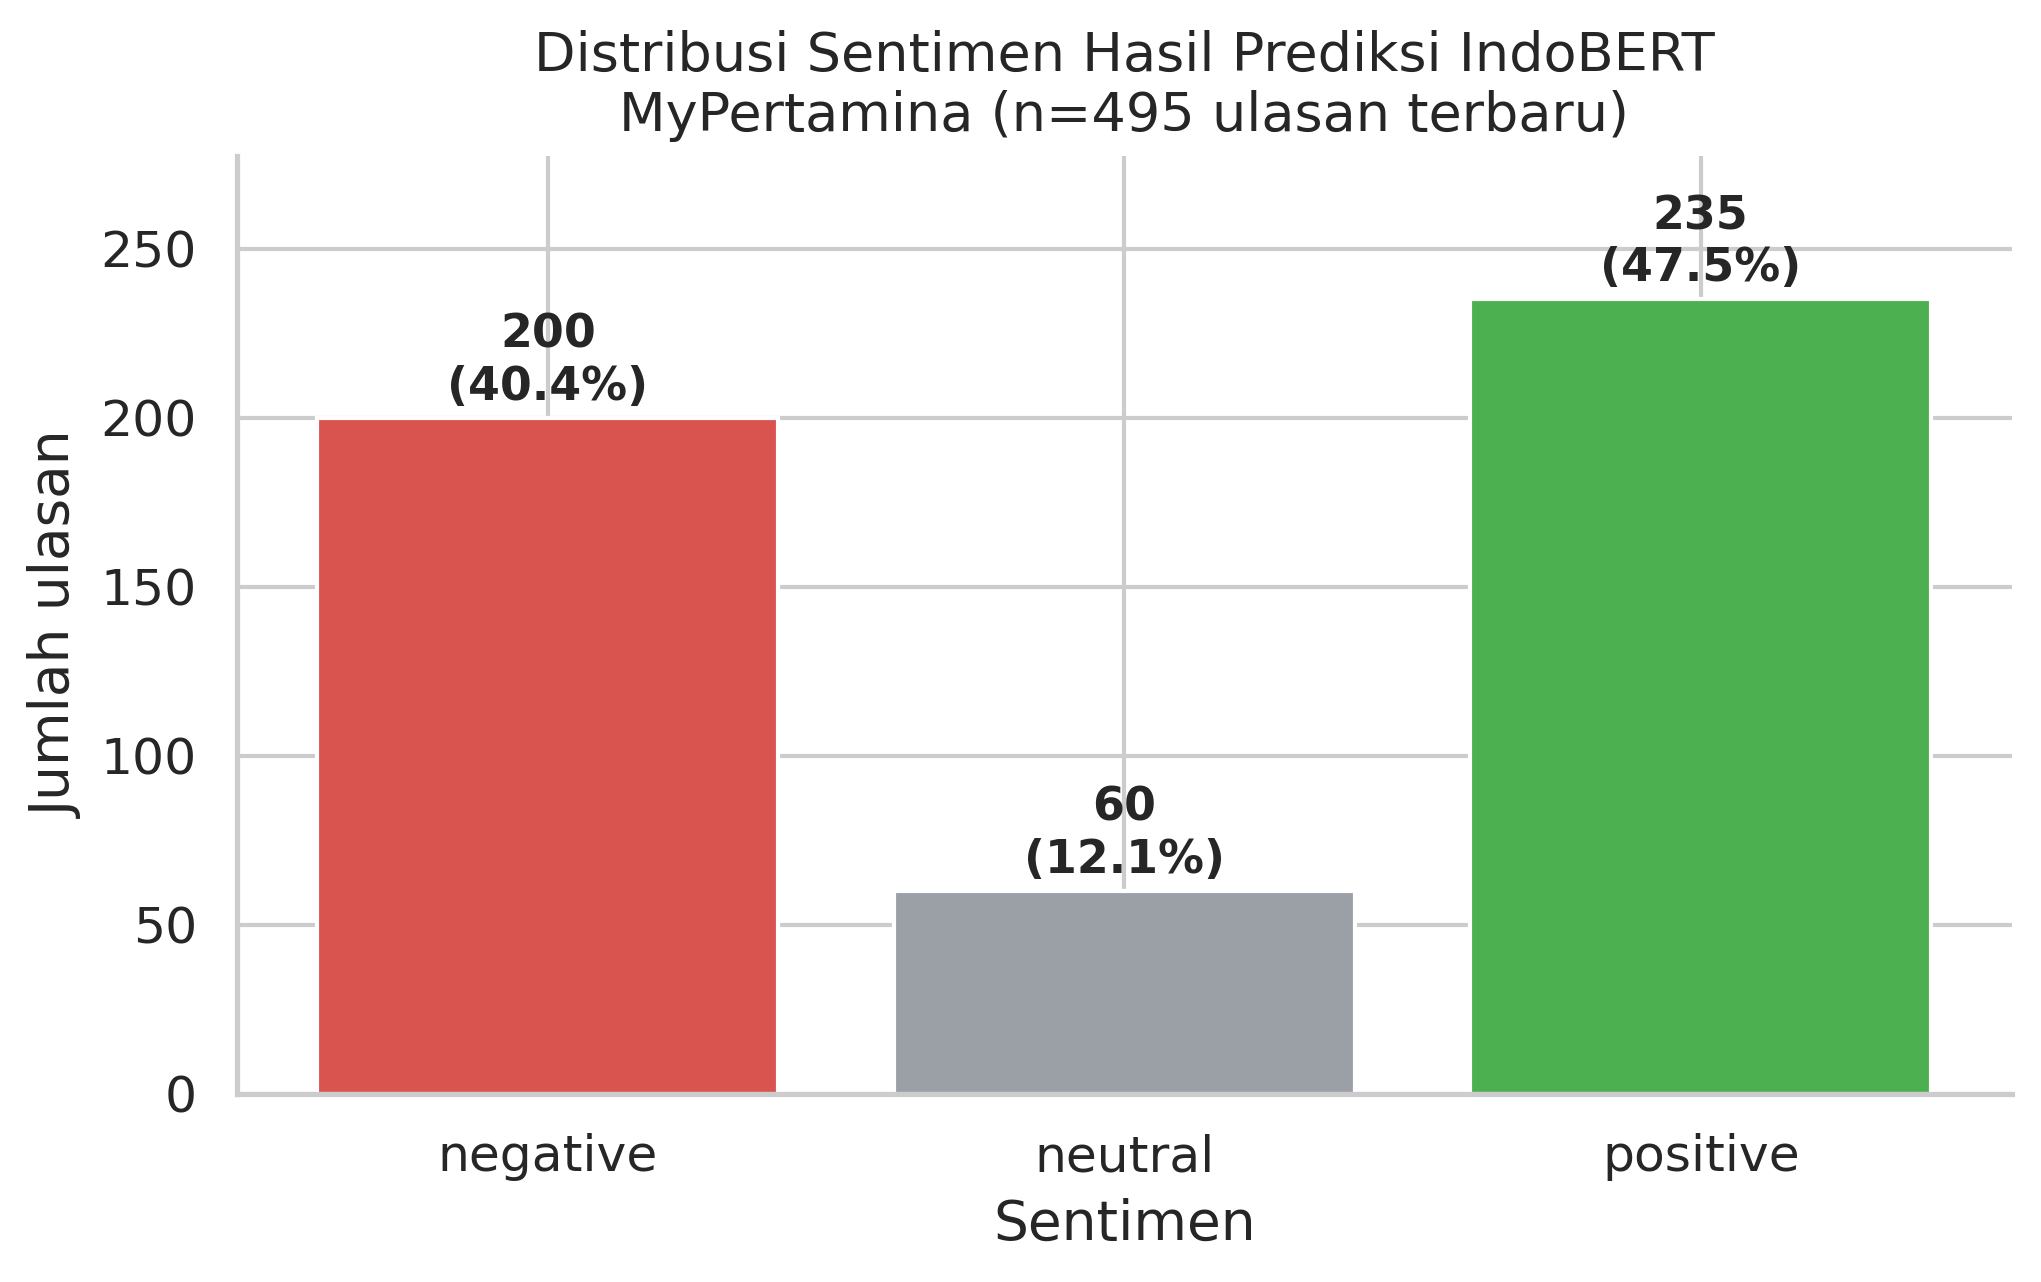 Distribusi Sentimen Hasil Prediksi IndoBERT
MyPertamina (n=495 ulasan terbaru)
Jumlah ulasan
250
200
150
100
50
0
200
(40.4%)
60
(12.1%)
235
(47.5%)
negative
neutral
positive
Sentimen